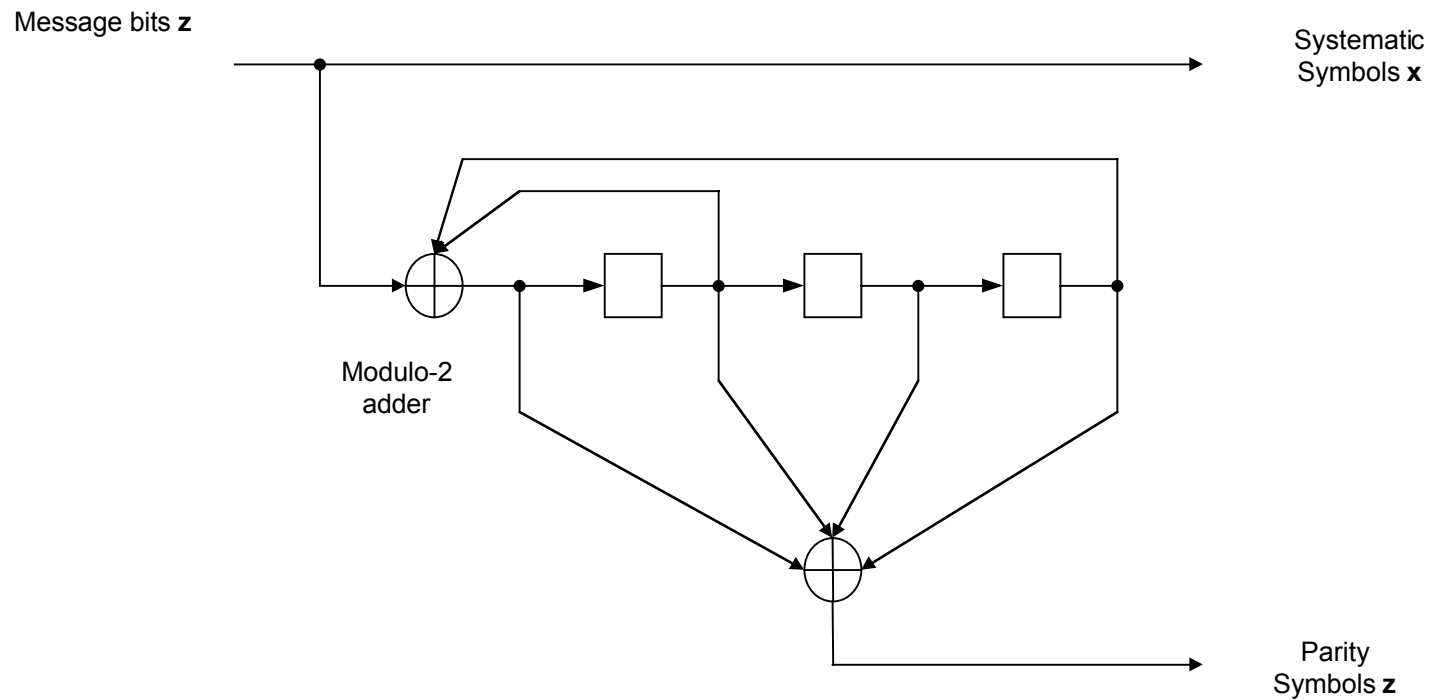 Message bits z
Systematic
Symbols x
Modulo-2
adder
Parity
Symbols z